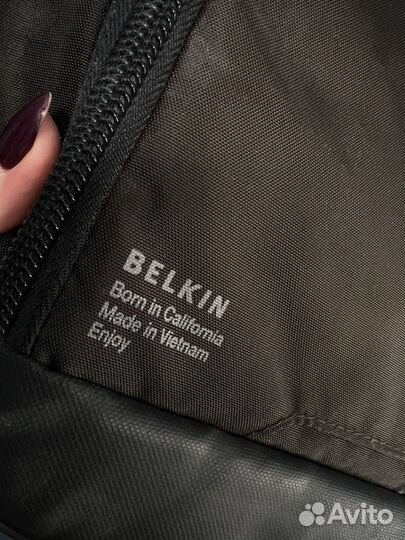 BELKIN
Born in California
Made in Vietnam
Enjoy
Avito